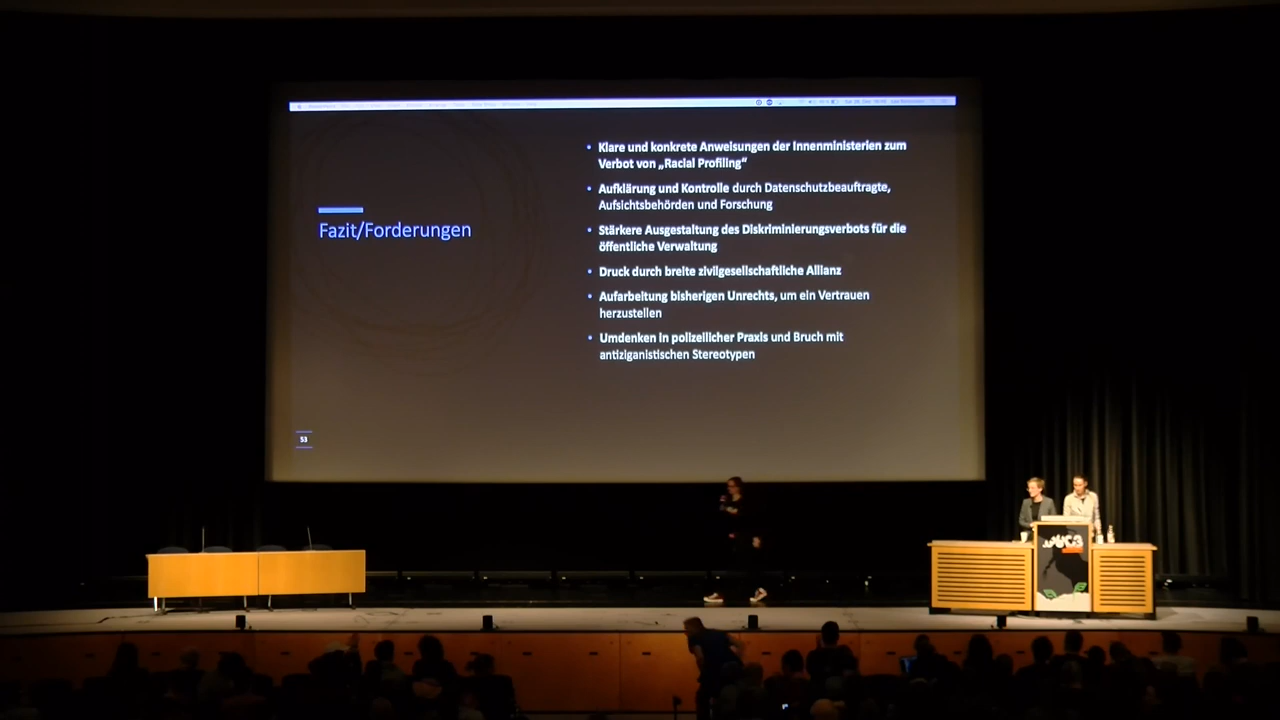 Fazit/Forderungen
• Klare und konkrete Anweisungen der Innenministerien zum
Verbot von „Racial Profiling“
• Aufklärung und Kontrolle durch Datenschutzbeauftragte,
Aufsichtsbehörden und Forschung
• Stärkere Ausgestaltung des Diskriminierungsverbots für die
öffentliche Verwaltung
• Druck durch breite zivilgesellschaftliche Allianz
• Aufarbeitung bisherigen Unrechts, um ein Vertrauen
herzustellen
• Umdenken in polizeilicher Praxis und Bruch mit
antiziganistischen Stereotypen
53